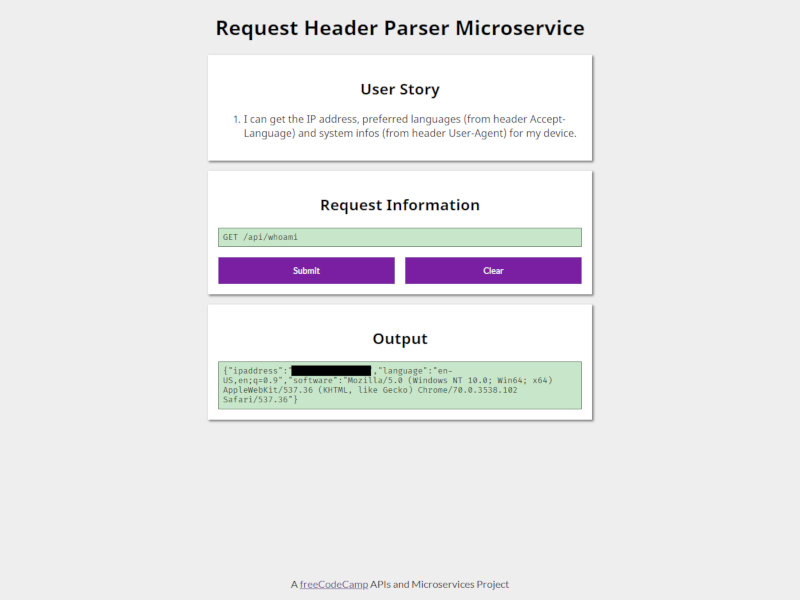 Request Header Parser Microservice
User Story
1. I can get the IP address, preferred languages (from header Accept-
Language) and system infos (from header User-Agent) for my device.
Request Information
GET /api/whoami
Submit
Clear
Output
{"ipaddress":" ,"language":"en-
US,en;q=0.9","software":"Mozilla/5.0 (Windows NT 10.0; Win64; x64)
AppleWebKit/537.36 (KHTML, like Gecko) Chrome/70.0.3538.102
Safari/537.36"}
A freeCodeCamp APIs and Microservices Project